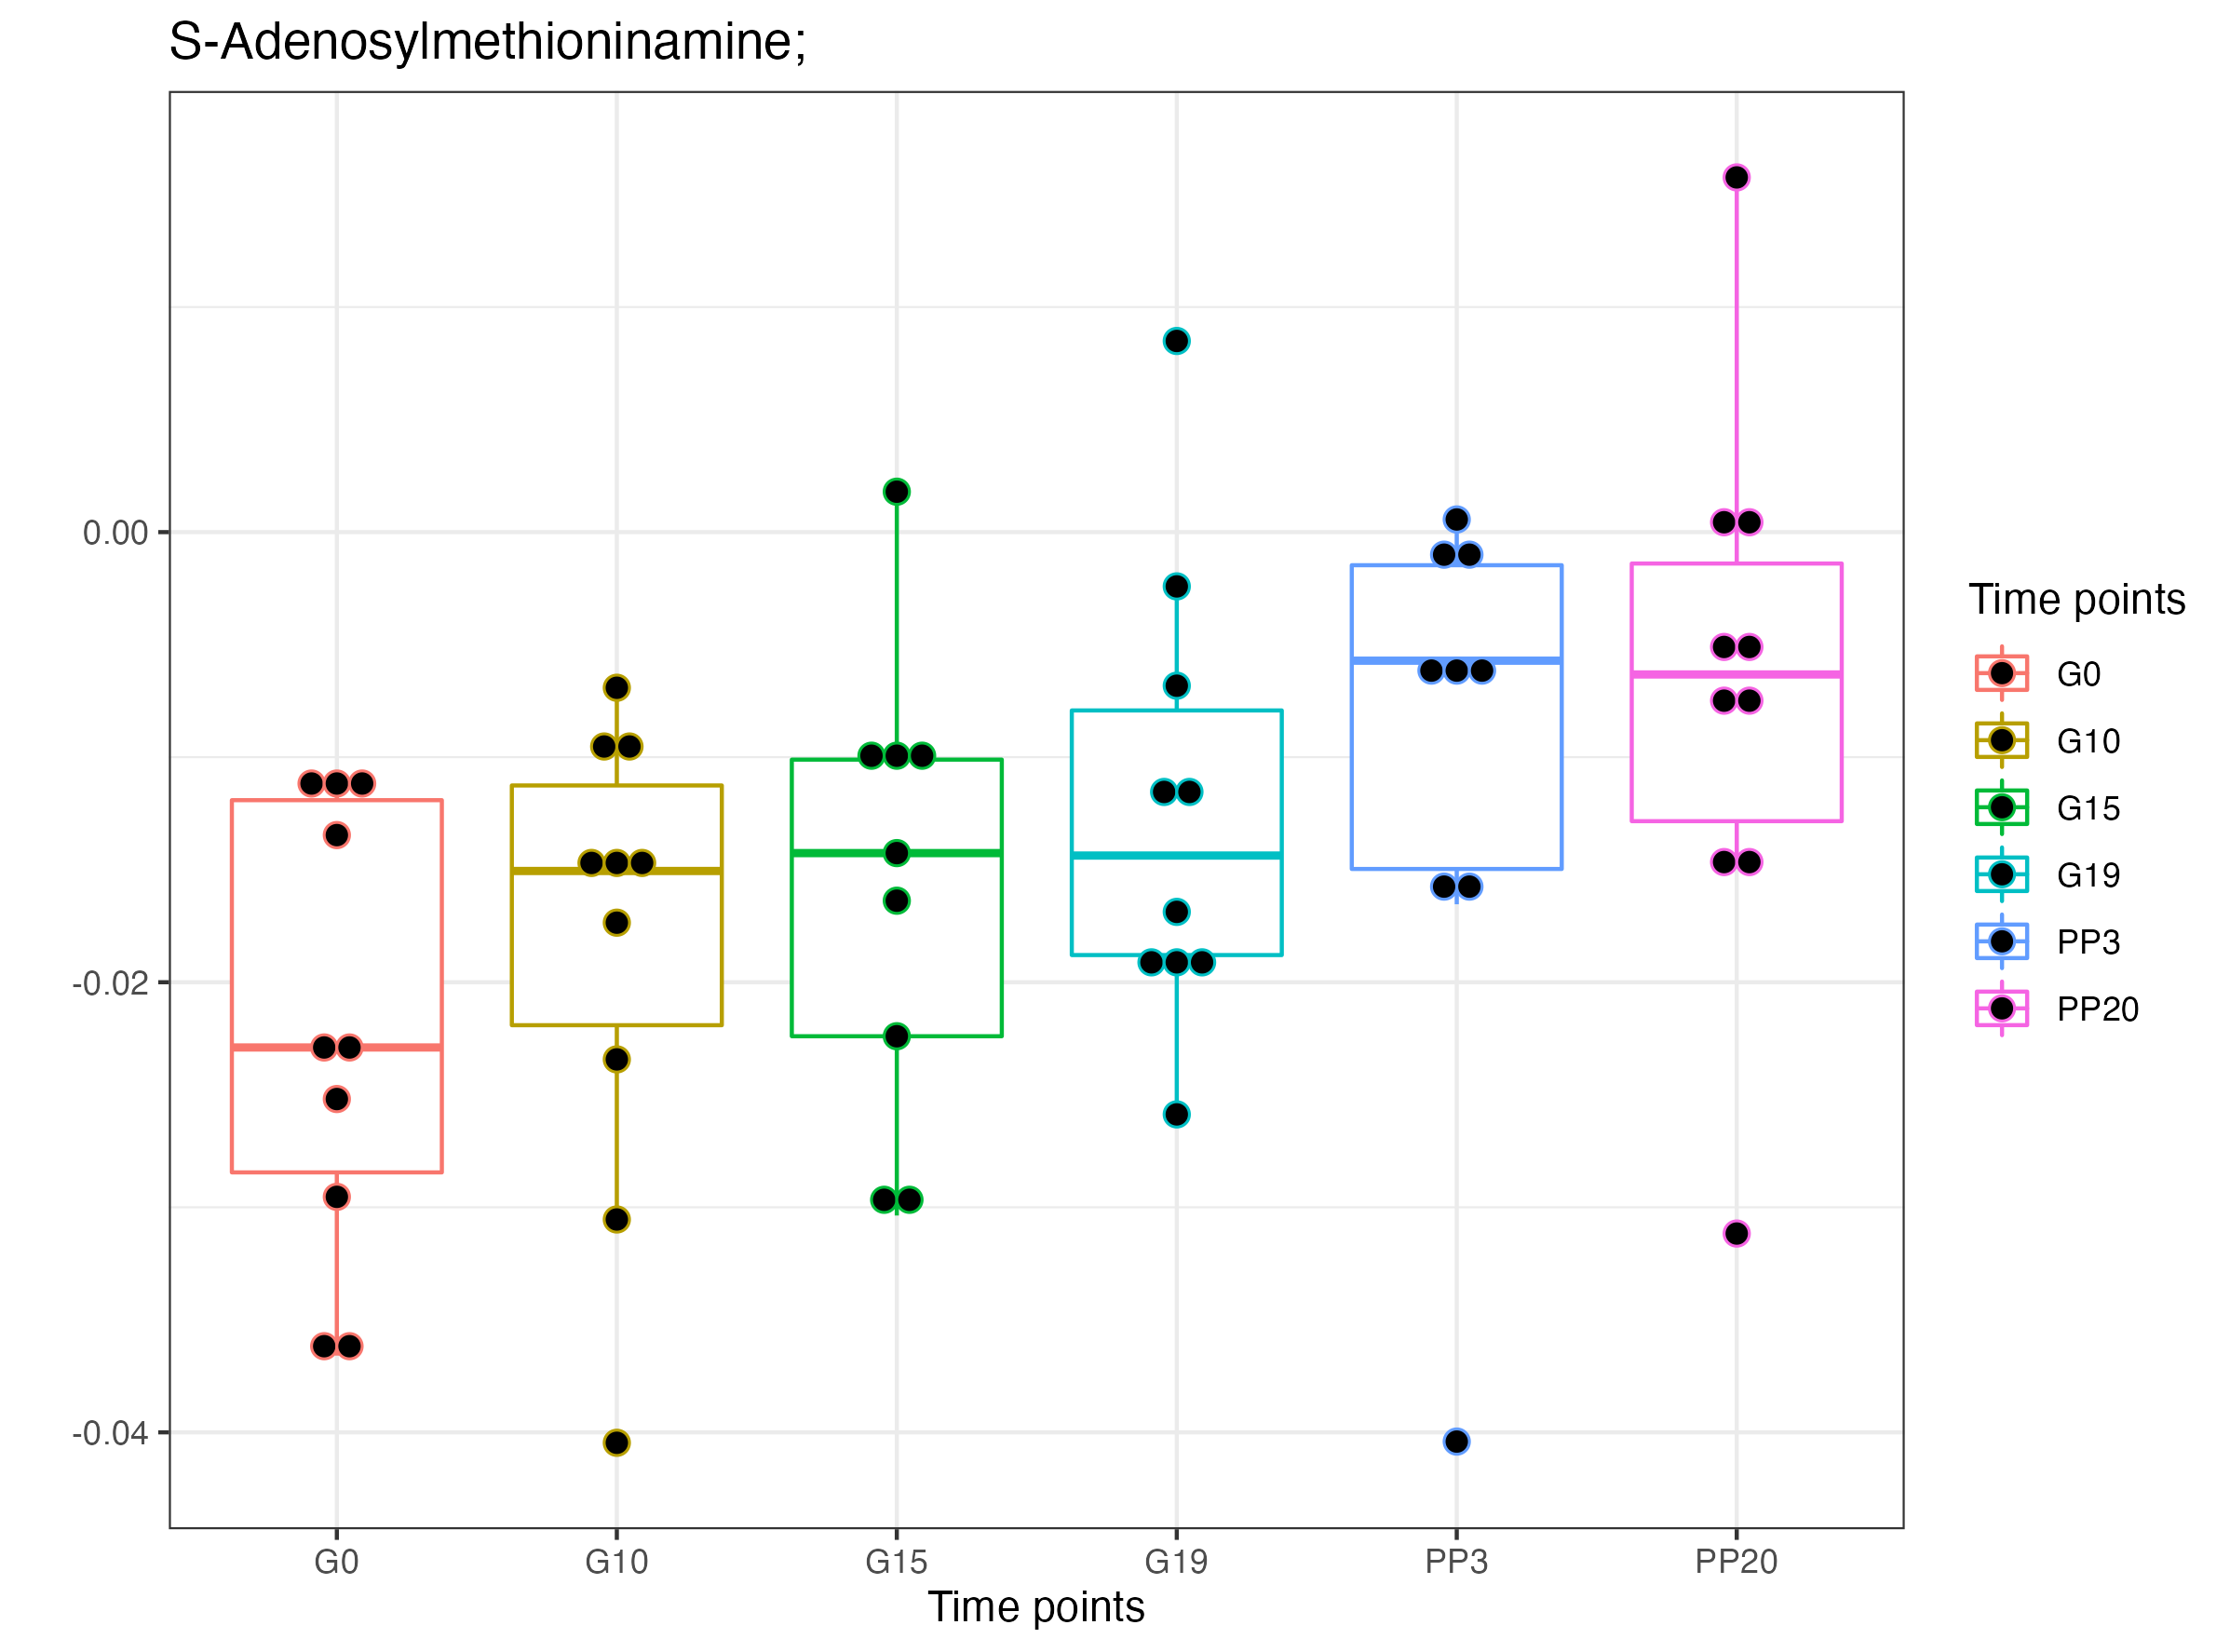 S-Adenosylmethioninamine;
0.00
-0.02
-0.04
G0 G10 G15 G19 PP3 PP20
Time points
Time points
G0
G10
G15
G19
PP3
PP20